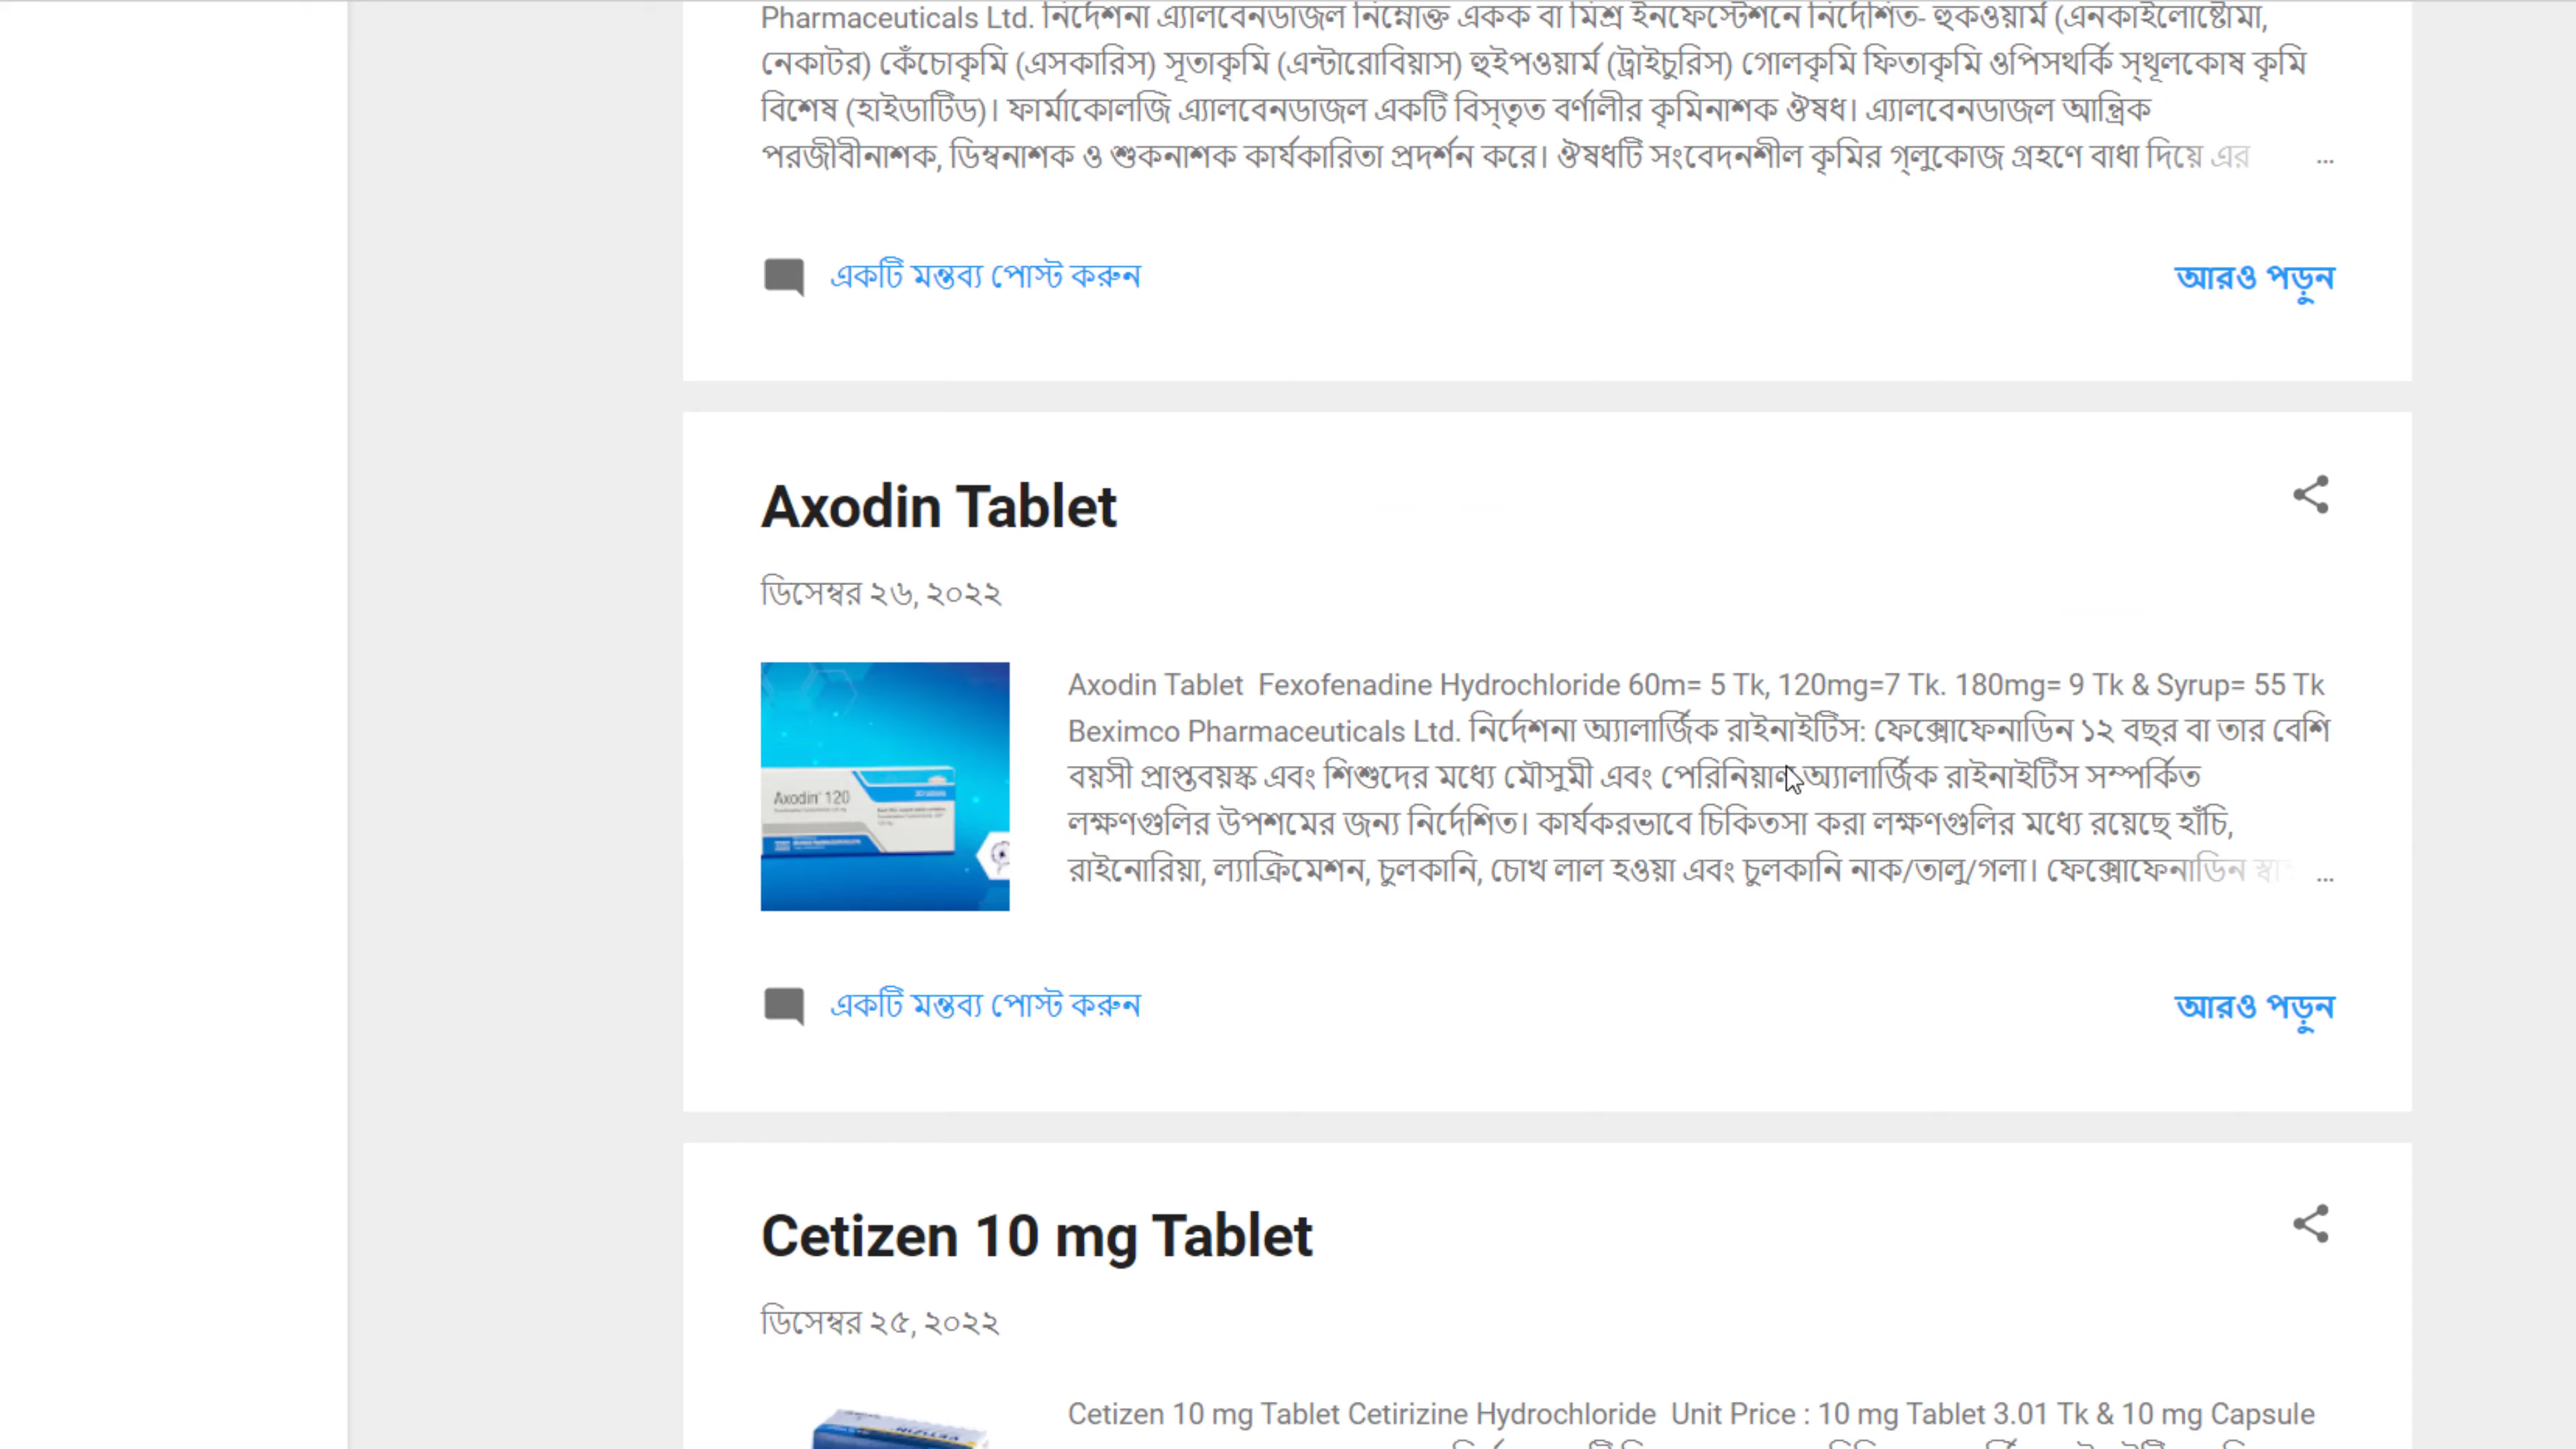 Pharmaceuticals Ltd. নির্দেশনা এ্যালবেনডাজল নিম্নোক্ত একক বা মিশ্র ইনফেস্টেশনে নির্দেশিত- হুকওয়ার্ম (এনকাইলোষ্টোমা,
নেকাটর) কেঁচোকৃমি (এসকারিস) সূতাকৃমি (এন্টারোবিয়াস) হুইপওয়ার্ম (ট্রাইচুরিস) গোলকৃমি ফিতাকৃমি ওপিসথর্কি স্থূলকোষ কৃমি
বিশেষ (হাইডাটিড)। ফার্মাকোলজি এ্যালবেনডাজল একটি বিস্তৃত বর্ণালীর কৃমিনাশক ঔষধ। এ্যালবেনডাজল আন্ত্রিক
পরজীবীনাশক, ডিম্বনাশক ও শুকনাশক কার্যকারিতা প্রদর্শন করে। ঔষধটি সংবেদনশীল কৃমির গ্লুকোজ গ্রহণে বাধা দিয়ে এর ...
একটি মন্তব্য পোস্ট করুন
আরও পড়ুন
Axodin Tablet
ডিসেম্বর ২৬, ২০২২
Axodin 120
Axodin Tablet Fexofenadine Hydrochloride 60m= 5 Tk, 120mg=7 Tk. 180mg= 9 Tk & Syrup= 55 Tk
Beximco Pharmaceuticals Ltd. নির্দেশনা অ্যালার্জিক রাইনাইটিস: ফেক্সোফেনাডিন ১২ বছর বা তার বেশি
বয়সী প্রাপ্তবয়স্ক এবং শিশুদের মধ্যে মৌসুমী এবং পেরিনিয়াল অ্যালার্জিক রাইনাইটিস সম্পর্কিত
লক্ষণগুলির উপশমের জন্য নির্দেশিত। কার্যকরভাবে চিকিতসা করা লক্ষণগুলির মধ্যে রয়েছে হাঁচি,
রাইনোরিয়া, ল্যাক্রিমেশন, চুলকানি, চোখ লাল হওয়া এবং চুলকানি নাক/তালু/গলা। ফেক্সোফেনাডিন ...
একটি মন্তব্য পোস্ট করুন
আরও পড়ুন
Cetizen 10 mg Tablet
ডিসেম্বর ২৫, ২০২২
Cetizen 10 mg Tablet Cetirizine Hydrochloride Unit Price : 10 mg Tablet 3.01 Tk & 10 mg Capsule